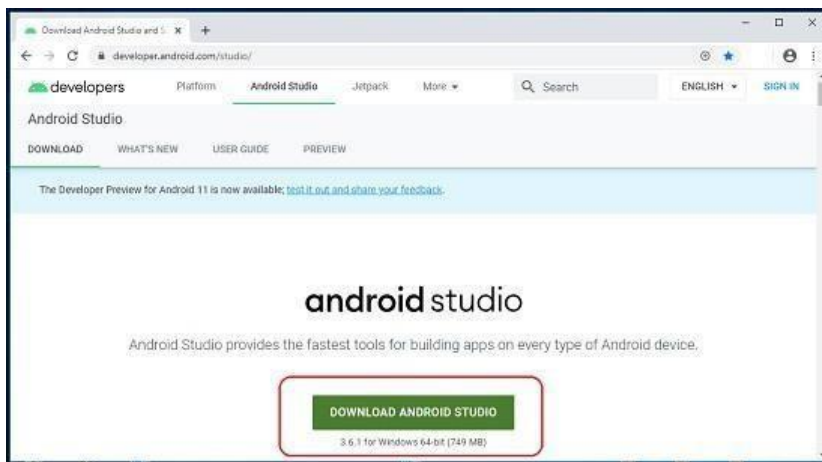 Download Android Studio and S
developer.android.com/studio/
developers Platform Android Studio Jetpack More Search ENGLISH SIGN IN
Android Studio
DOWNLOAD WHAT'S NEW USER GUIDE PREVIEW
The Developer Preview for Android 11 is now available; test it out and share your feedback.
android studio
Android Studio provides the fastest tools for building apps on every type of Android device.
DOWNLOAD ANDROID STUDIO
3.6.1 for Windows 64-bit (749 MB)